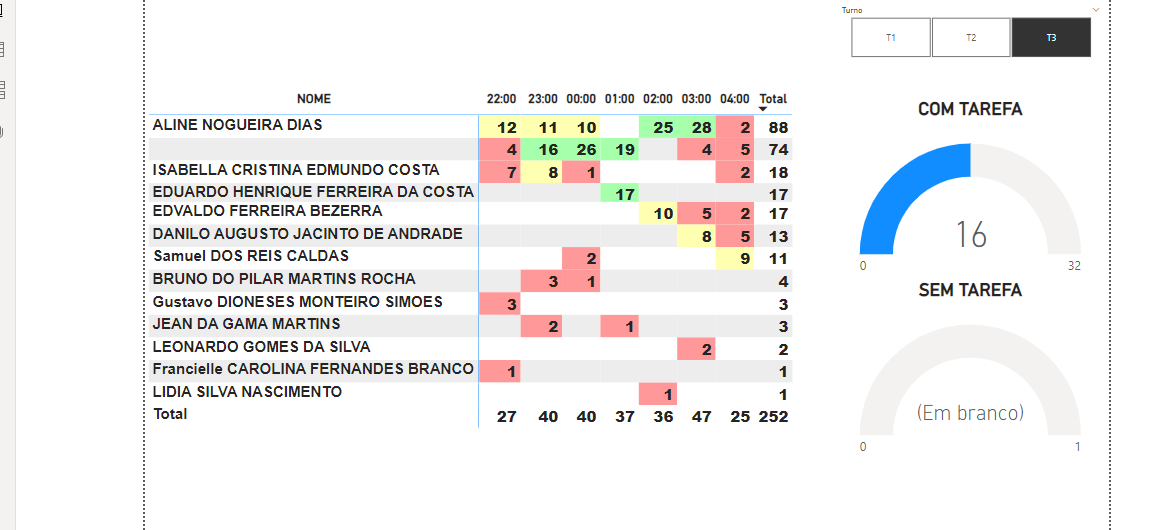 Turno
T1 T2 T3
NOME 22:00 23:00 00:00 01:00 02:00 03:00 04:00 Total
ALINE NOGUEIRA DIAS 12 11 10 25 28 2 88
4 16 26 19 4 5 74
ISABELLA CRISTINA EDMUNDO COSTA 7 8 1 2 18
EDUARDO HENRIQUE FERREIRA DA COSTA 17 17
EDVALDO FERREIRA BEZERRA 10 5 2 17
DANILO AUGUSTO JACINTO DE ANDRADE 8 5 13
Samuel DOS REIS CALDAS 2 9 11
BRUNO DO PILAR MARTINS ROCHA 3 1 4
Gustavo DIONESES MONTEIRO SIMOES 3 3
JEAN DA GAMA MARTINS 2 1 3
LEONARDO GOMES DA SILVA 2 2
Francielle CAROLINA FERNANDES BRANCO 1 1
LIDIA SILVA NASCIMENTO 1 1
Total 27 40 40 37 36 47 25 252
COM TAREFA
16
0 32
SEM TAREFA
(Em branco)
0 1